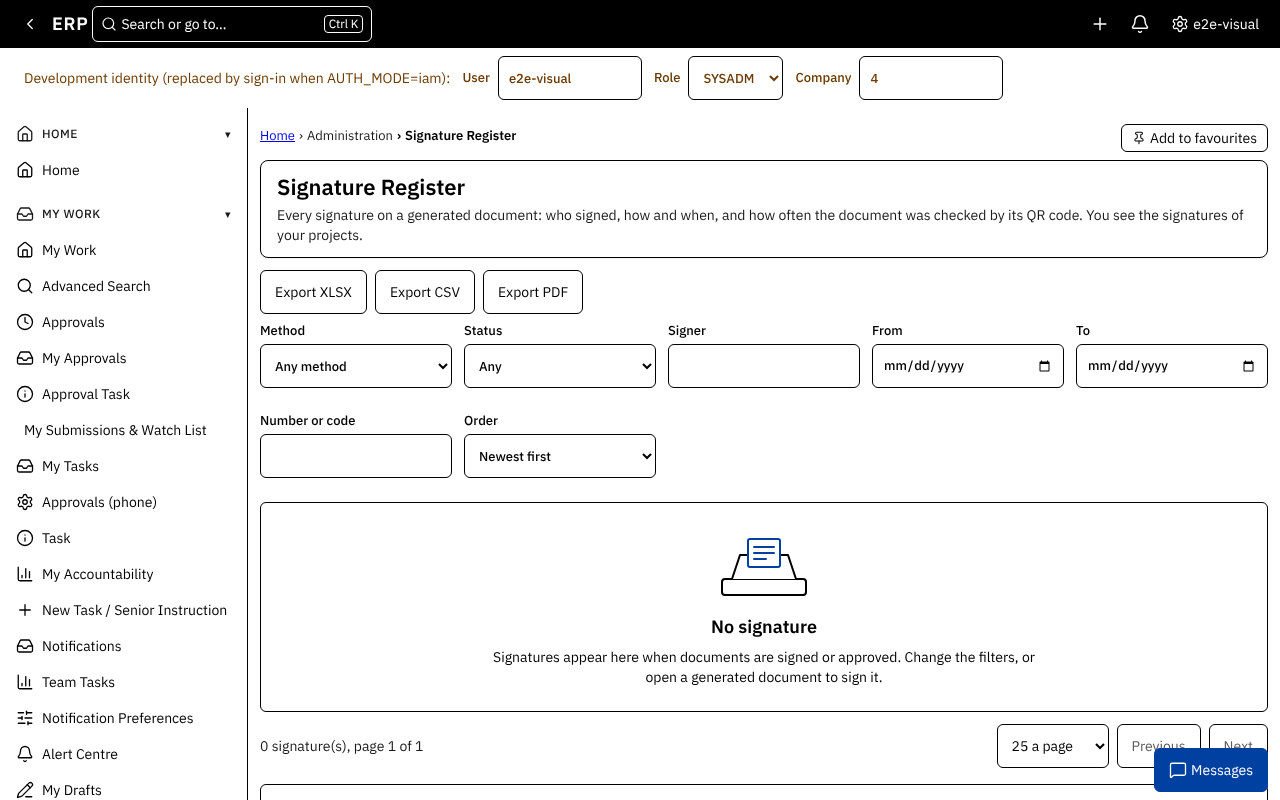 ERP
Search or go to...
Ctrl K
e2e-visual
Development identity (replaced by sign-in when AUTH_MODE=iam):
User
e2e-visual
Role
SYSADM
Company
4
HOME
Home
MY WORK
My Work
Advanced Search
Approvals
My Approvals
Approval Task
My Submissions & Watch List
My Tasks
Approvals (phone)
Task
My Accountability
New Task / Senior Instruction
Notifications
Team Tasks
Notification Preferences
Alert Centre
My Drafts
Home › Administration › Signature Register
Add to favourites
Signature Register
Every signature on a generated document: who signed, how and when, and how often the document was checked by its QR code. You see the signatures of
your projects.
Export XLSX
Export CSV
Export PDF
Method
Status
Signer
From
To
Any method
Any
mm/dd/yyyy
mm/dd/yyyy
Number or code
Order
Newest first
No signature
Signatures appear here when documents are signed or approved. Change the filters, or
open a generated document to sign it.
0 signature(s), page 1 of 1
25 a page
Previous
Next
Messages